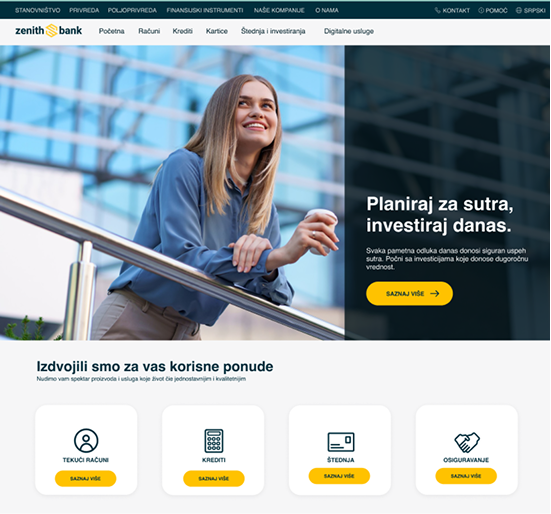 STANOVNIŠTVO PRIVREDA POLJOPRIVREDA FINANSIJSKI INSTRUMENTI NAŠE KOMPANIJE O NAMA KONTAKT POMOĆ SRPSKI
zenith bank Početna Računi Krediti Kartice Štednja i investiranja Digitalne usluge
Planiraj za sutra,
investiraj danas.
Svaka pametna odluka danas donosi siguran uspeh
sutra. Počni sa investicijama koje donose dugoročnu
vrednost.
SAZNAJ VIŠE
Izdvojili smo za vas korisne ponude
Nudimo vam spektar proizvoda i usluga koje život čie jednostavnijim i kvalitetnijim
TEKUĆI RAČUNI KREDITI ŠTEDNJA OSIGURAVANJE
SAZNAJ VIŠE SAZNAJ VIŠE SAZNAJ VIŠE SAZNAJ VIŠE